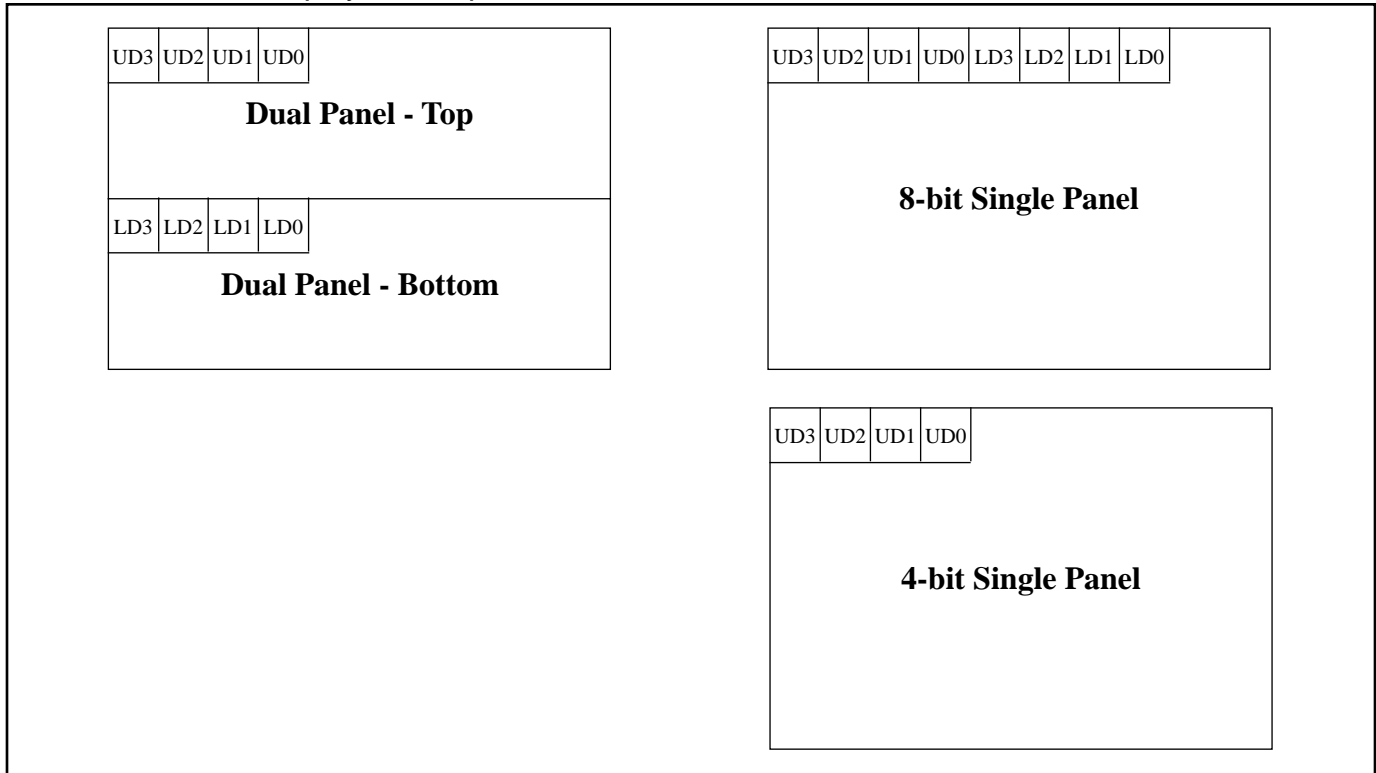 UD3 UD2 UD1 UD0
Dual Panel - Top
LD3 LD2 LD1 LD0
Dual Panel - Bottom
UD3 UD2 UD1 UD0 LD3 LD2 LD1 LD0
8-bit Single Panel
UD3 UD2 UD1 UD0
4-bit Single Panel